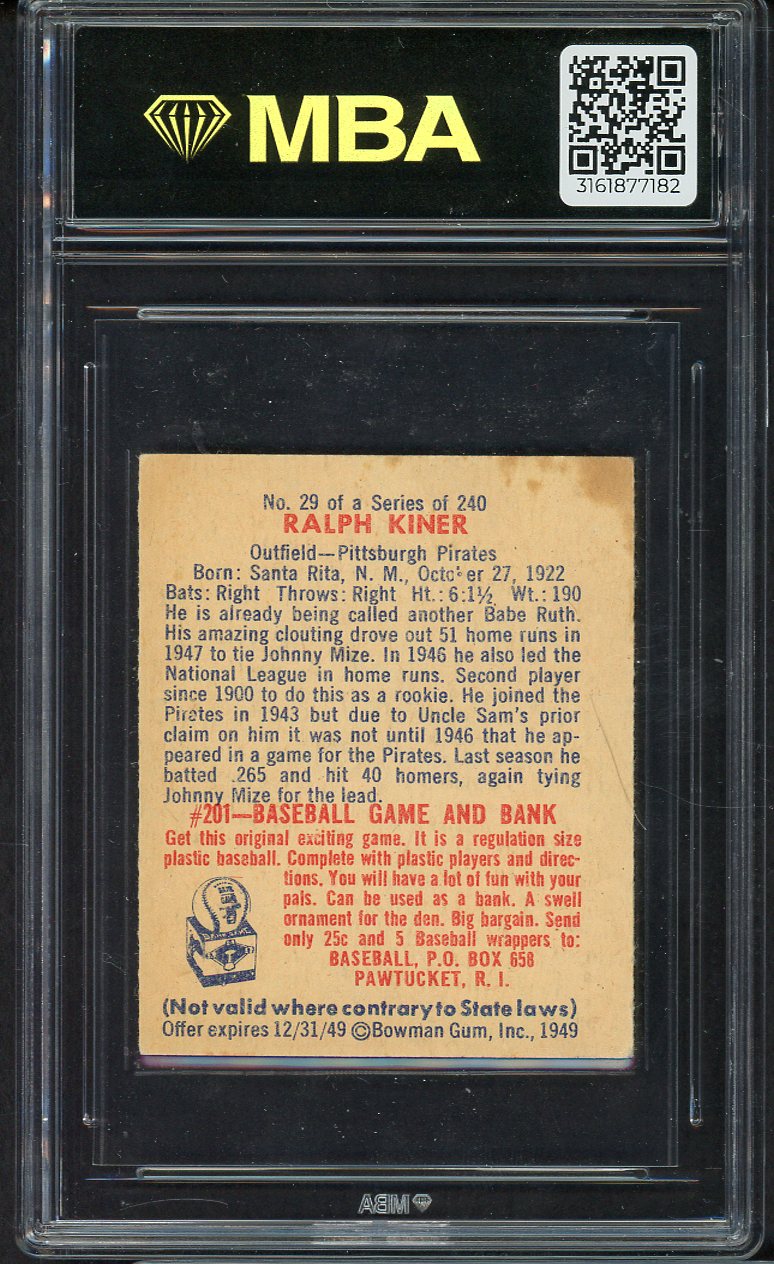 MBA
3161877182
No. 29 of a Series of 240
RALPH KINER
Outfield—Pittsburgh Pirates
Born: Santa Rita, N. M., October 27, 1922
Bats: Right Throws: Right Ht.: 6:1½ Wt.: 190
He is already being called another Babe Ruth.
His amazing clouting drove out 51 home runs in
1947 to tie Johnny Mize. In 1946 he also led the
National League in home runs. Second player
since 1900 to do this as a rookie. He joined the
Pirates in 1943 but due to Uncle Sam's prior
claim on him it was not until 1946 that he ap-
peared in a game for the Pirates. Last season he
batted .265 and hit 40 homers, again tying
Johnny Mize for the lead.
#201—BASEBALL GAME AND BANK
Get this original exciting game. It is a regulation size
plastic baseball. Complete with plastic players and direc-
tions. You will have a lot of fun with your
pals. Can be used as a bank. A swell
ornament for the den. Big bargain. Send
only 25c and 5 Baseball wrappers to:
BASEBALL, P.O. BOX 658
PAWTUCKET, R. I.
(Not valid where contrary to State laws)
Offer expires 12/31/49 ©Bowman Gum, Inc., 1949
MBA